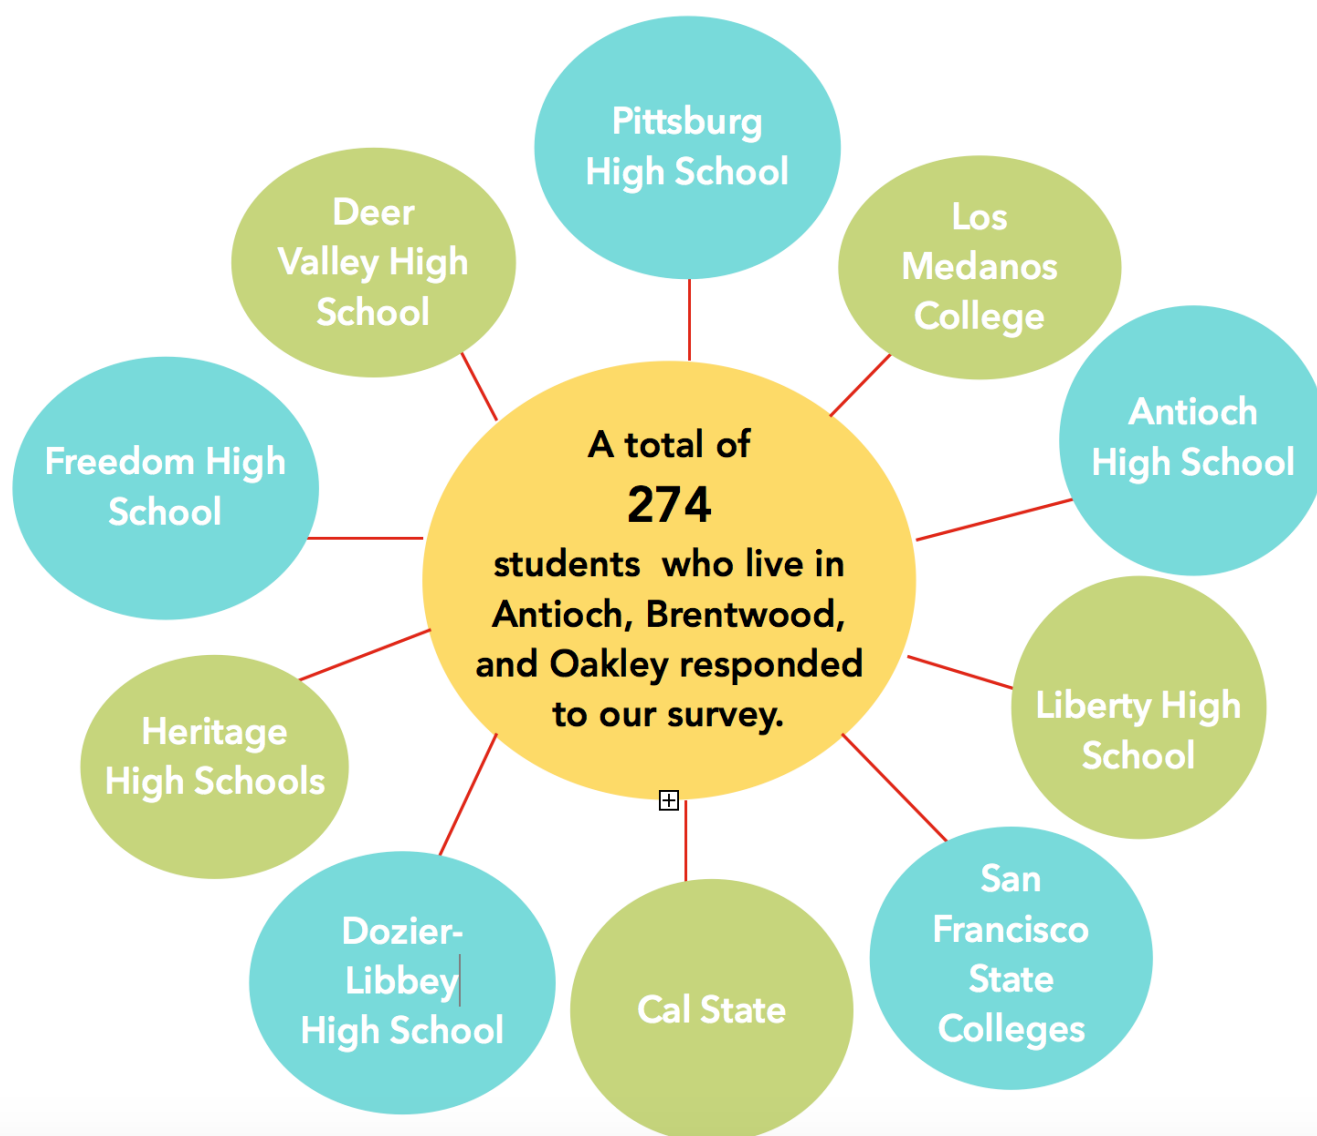 Pittsburg
High School
Deer
Valley High
School
Los
Medanos
College
Antioch
High School
Freedom High
School
A total of
274
students  who live in
Antioch, Brentwood,
and Oakley responded
to our survey.
Liberty High
School
Heritage
High Schools
San
Francisco
State
Colleges
Dozier-
Libbey
High School
Cal State